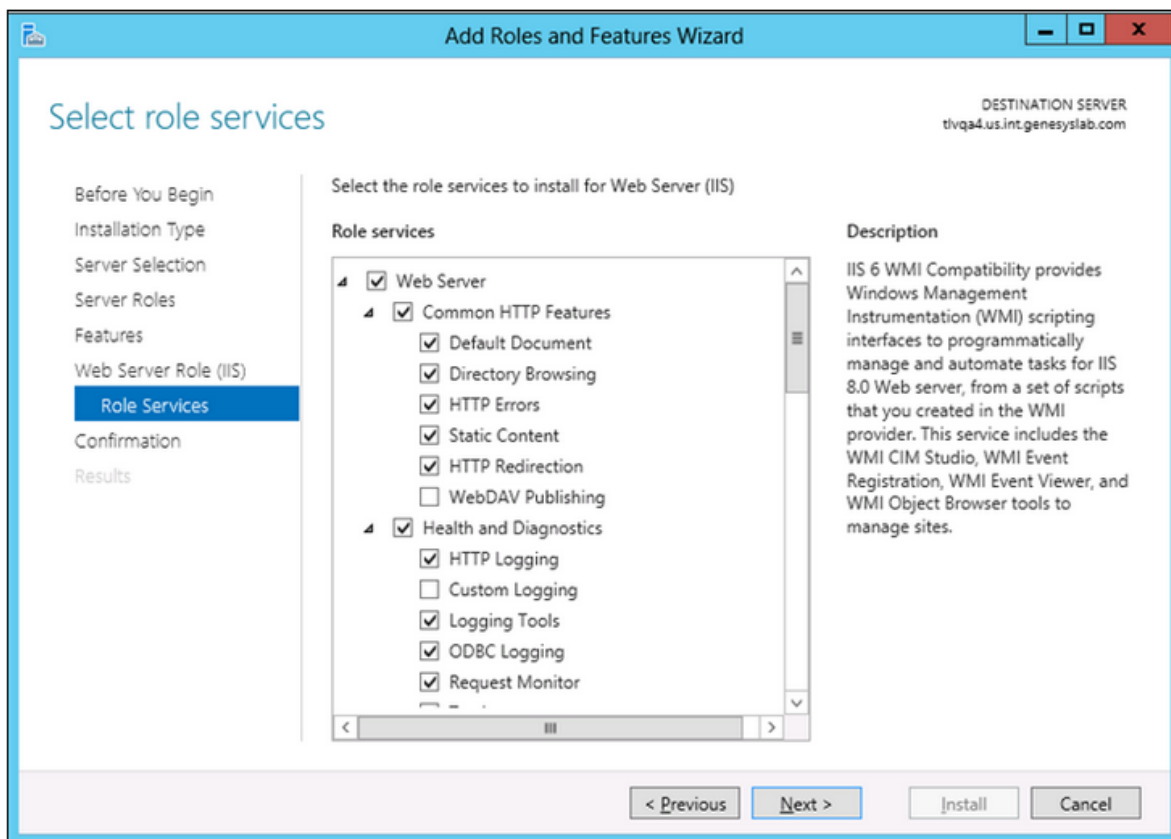 Add Roles and Features Wizard
Select role services
DESTINATION SERVER
tlvqa4.us.int.genesyslab.com
Before You Begin
Installation Type
Server Selection
Server Roles
Features
Web Server Role (IIS)
Role Services
Confirmation
Results
Select the role services to install for Web Server (IIS)
Role services
Web Server
Common HTTP Features
Default Document
Directory Browsing
HTTP Errors
Static Content
HTTP Redirection
WebDAV Publishing
Health and Diagnostics
HTTP Logging
Custom Logging
Logging Tools
ODBC Logging
Request Monitor
Description
IIS 6 WMI Compatibility provides
Windows Management
Instrumentation (WMI) scripting
interfaces to programmatically
manage and automate tasks for IIS
8.0 Web server, from a set of scripts
that you created in the WMI
provider. This service includes the
WMI CIM Studio, WMI Event
Registration, WMI Event Viewer, and
WMI Object Browser tools to
manage sites.
< Previous
Next >
Install
Cancel